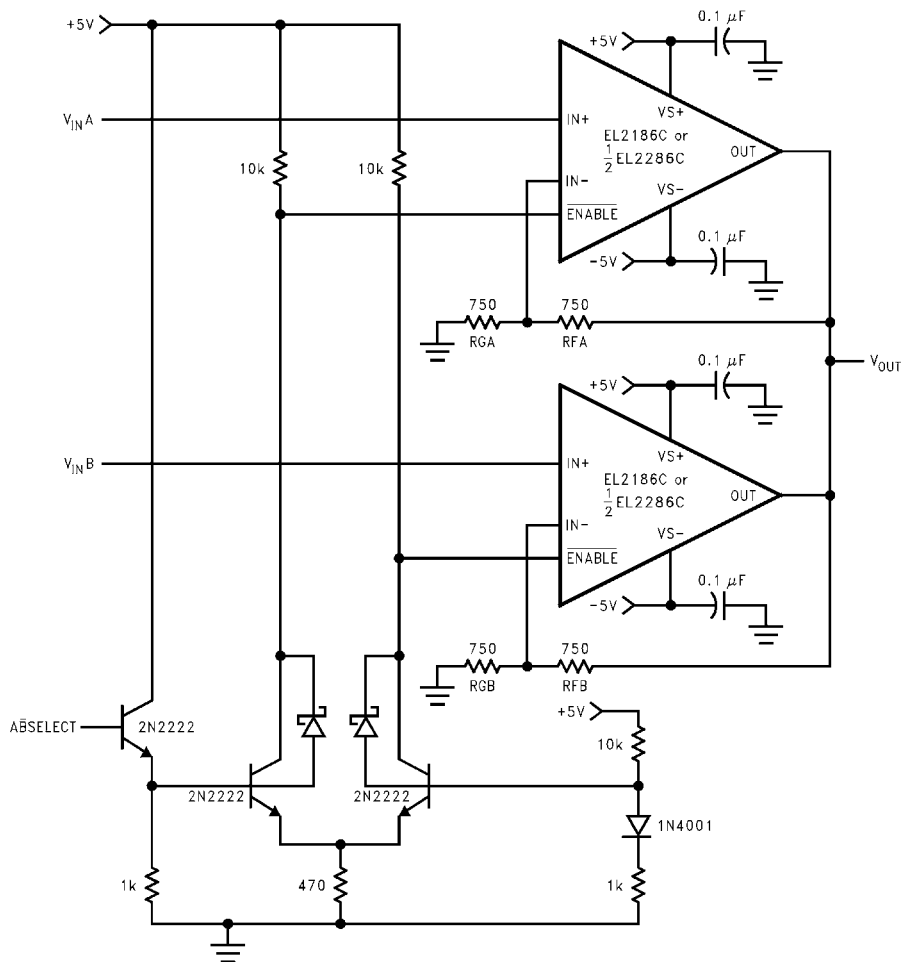 +5V
0.1 μF
+5V
VS+
V_IN A
IN+
EL2186C or
½ EL2286C
OUT
10k
10k
IN-
VS-
ENABLE
0.1 μF
-5V
750
750
RGA
RFA
0.1 μF
V_OUT
+5V
VS+
V_IN B
IN+
EL2186C or
½ EL2286C
OUT
IN-
VS-
ENABLE
0.1 μF
-5V
750
750
RGB
RFB
+5V
AB̅SELECT
2N2222
10k
2N2222
2N2222
1N4001
1k
470
1k